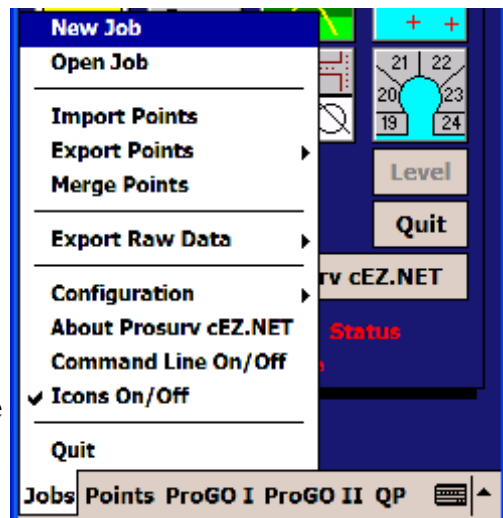 New Job
Open Job
Import Points
Export Points
Merge Points
Export Raw Data
Configuration
About Prosurv cEZ.NET
Command Line On/Off
Icons On/Off
Quit
21 22
20 23
19 24
Level
Quit
rv cEZ.NET
Status
Jobs Points ProGO I ProGO II QP